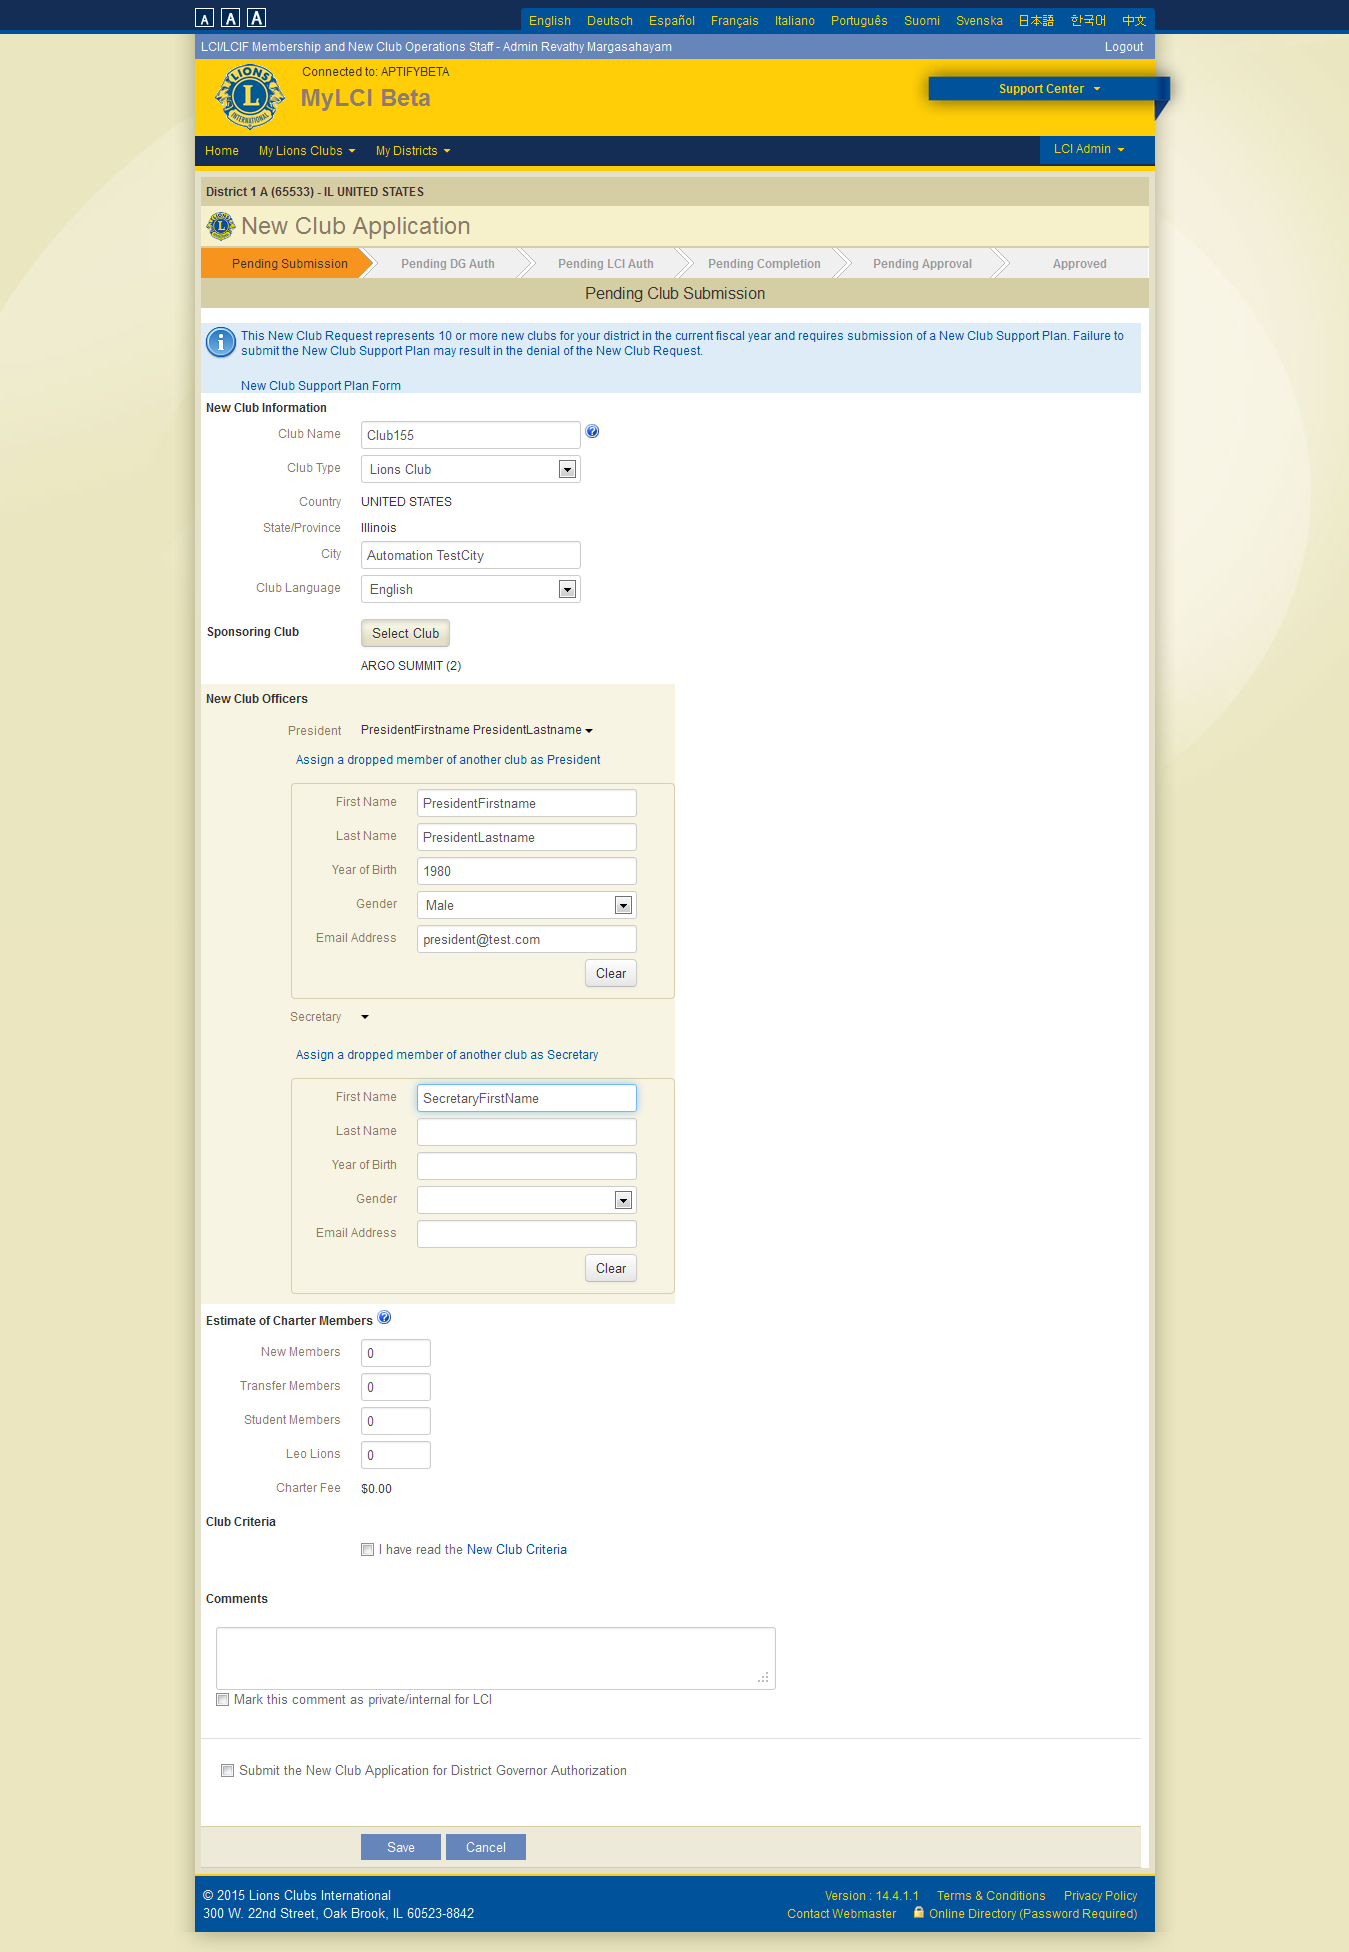 A A A English Deutsch Español Français Italiano Português Suomi Svenska 日本語 한국어 中文
LCI/LCIF Membership and New Club Operations Staff - Admin Revathy Margasahayam Logout
LIONS
L
INTERNATIONAL
Connected to: APTIFYBETA
MyLCI Beta
Support Center
Home My Lions Clubs My Districts LCI Admin
District 1 A (65533) - IL UNITED STATES
New Club Application
Pending Submission Pending DG Auth Pending LCI Auth Pending Completion Pending Approval Approved
Pending Club Submission
This New Club Request represents 10 or more new clubs for your district in the current fiscal year and requires submission of a New Club Support Plan. Failure to
submit the New Club Support Plan may result in the denial of the New Club Request.
New Club Support Plan Form
New Club Information
Club Name Club155
Club Type Lions Club
Country UNITED STATES
State/Province Illinois
City Automation TestCity
Club Language English
Sponsoring Club Select Club
ARGO SUMMIT (2)
New Club Officers
President PresidentFirstname PresidentLastname
Assign a dropped member of another club as President
First Name PresidentFirstname
Last Name PresidentLastname
Year of Birth 1980
Gender Male
Email Address president@test.com
Clear
Secretary
Assign a dropped member of another club as Secretary
First Name SecretaryFirstName
Last Name
Year of Birth
Gender
Email Address
Clear
Estimate of Charter Members
New Members 0
Transfer Members 0
Student Members 0
Leo Lions 0
Charter Fee $0.00
Club Criteria
I have read the New Club Criteria
Comments
Mark this comment as private/internal for LCI
Submit the New Club Application for District Governor Authorization
Save Cancel
© 2015 Lions Clubs International Version : 14.4.1.1 Terms & Conditions Privacy Policy
300 W. 22nd Street, Oak Brook, IL 60523-8842 Contact Webmaster Online Directory (Password Required)